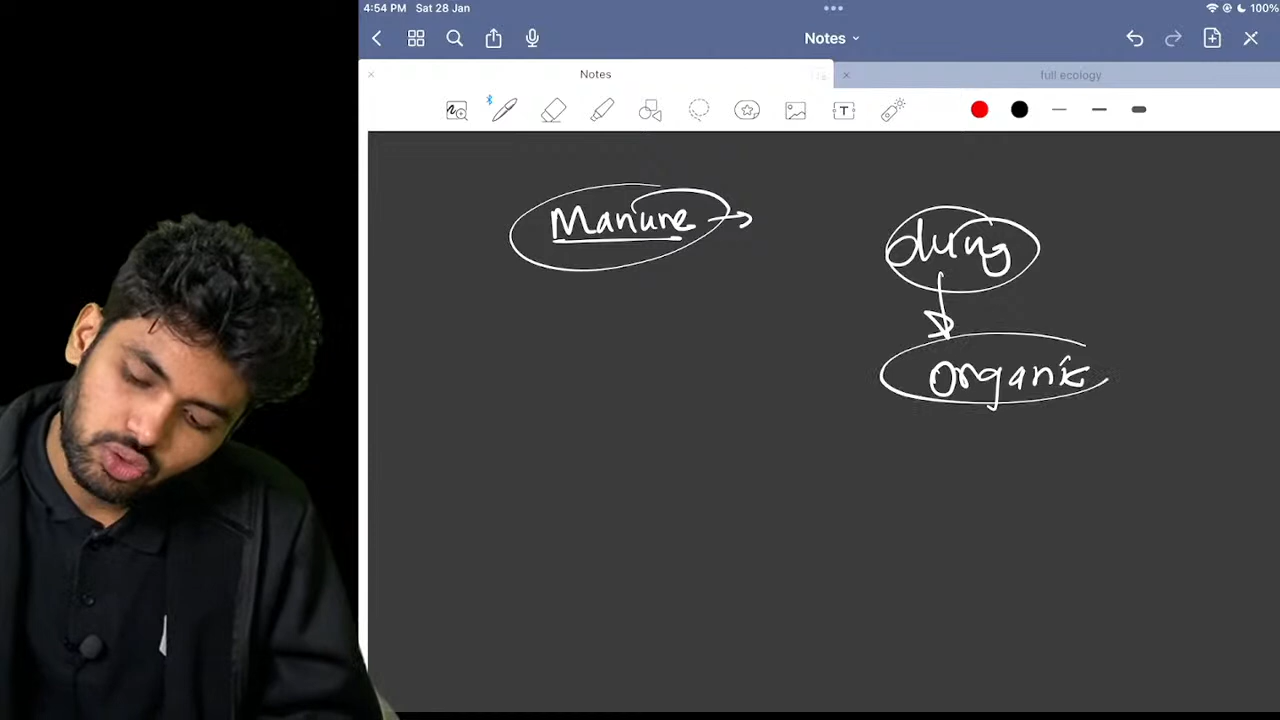 4:54 PM Sat 28 Jan
100%
Notes
Notes
full ecology
T
Manure
dung
organic